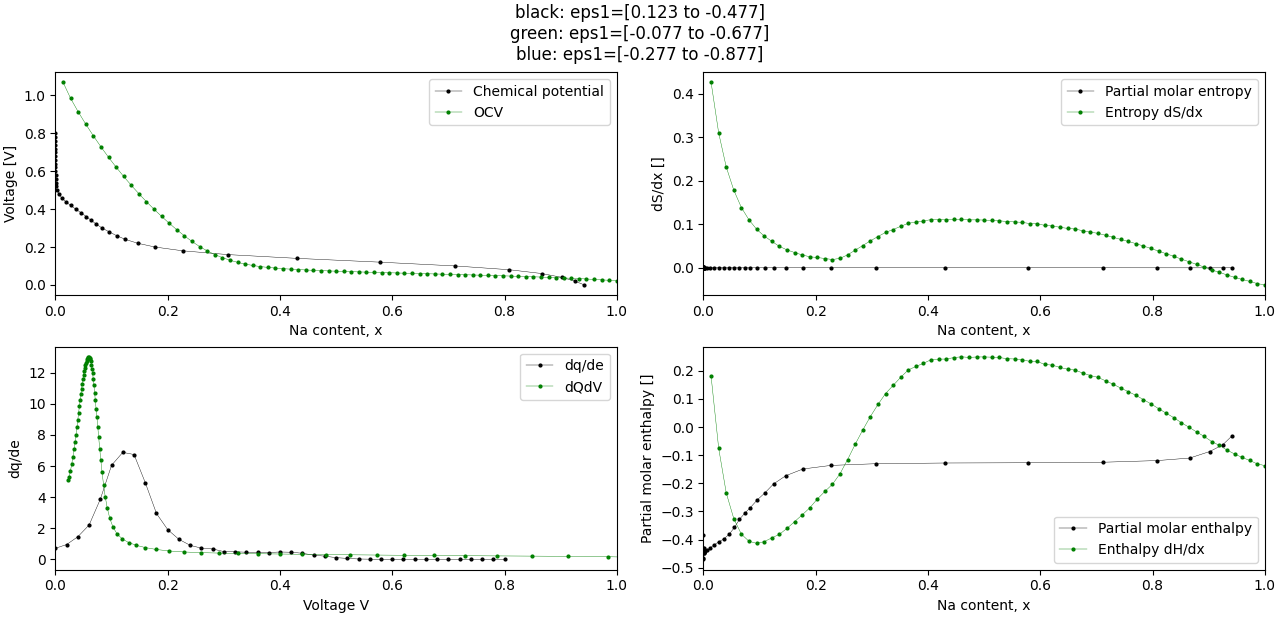 black: eps1=[0.123 to -0.477]
green: eps1=[-0.077 to -0.677]
blue: eps1=[-0.277 to -0.877]
Voltage [V]
1.0
0.8
0.6
0.4
0.2
0.0
Chemical potential
OCV
0.0 0.2 0.4 0.6 0.8 1.0
Na content, x
dS/dx []
0.4
0.3
0.2
0.1
0.0
Partial molar entropy
Entropy dS/dx
0.0 0.2 0.4 0.6 0.8 1.0
Na content, x
dq/de
12
10
8
6
4
2
0
dq/de
dQdV
0.0 0.2 0.4 0.6 0.8 1.0
Voltage V
Partial molar enthalpy []
0.2
0.1
0.0
−0.1
−0.2
−0.3
−0.4
−0.5
Partial molar enthalpy
Enthalpy dH/dx
0.0 0.2 0.4 0.6 0.8 1.0
Na content, x